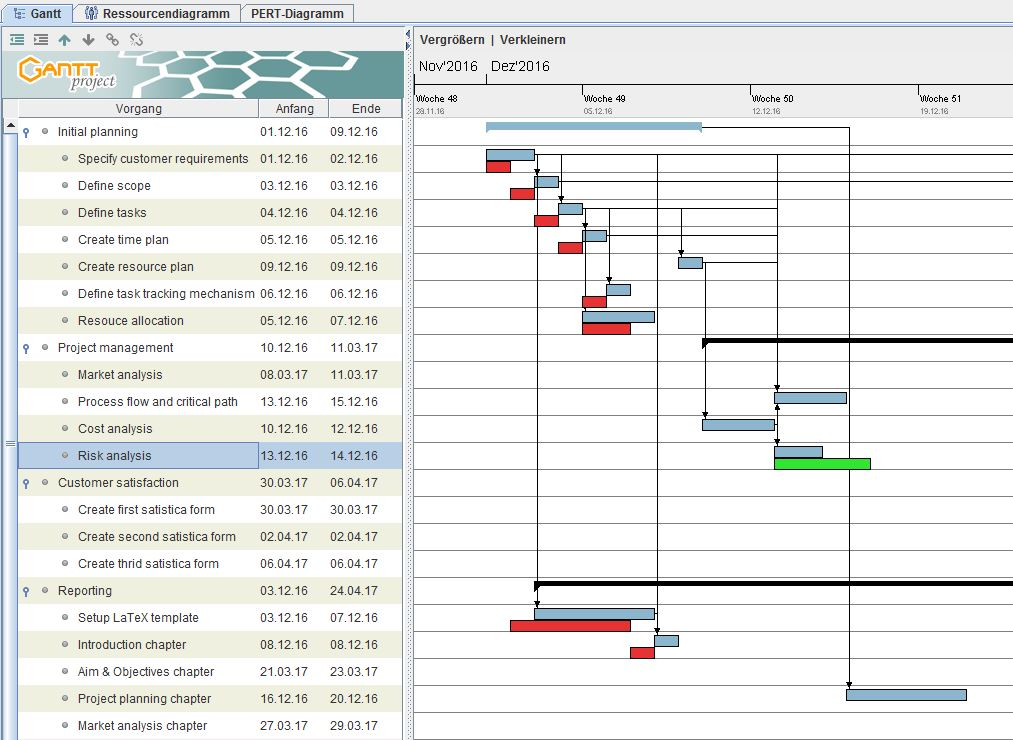 Gantt Ressourcendiagramm PERT-Diagramm
Vergrößern | Verkleinern
GANTT project
Nov'2016 Dez'2016
Vorgang Anfang Ende
Woche 48 Woche 49 Woche 50 Woche 51
28.11.16 05.12.16 12.12.16 19.12.16
Initial planning 01.12.16 09.12.16
Specify customer requirements 01.12.16 02.12.16
Define scope 03.12.16 03.12.16
Define tasks 04.12.16 04.12.16
Create time plan 05.12.16 05.12.16
Create resource plan 09.12.16 09.12.16
Define task tracking mechanism 06.12.16 06.12.16
Resouce allocation 05.12.16 07.12.16
Project management 10.12.16 11.03.17
Market analysis 08.03.17 11.03.17
Process flow and critical path 13.12.16 15.12.16
Cost analysis 10.12.16 12.12.16
Risk analysis 13.12.16 14.12.16
Customer satisfaction 30.03.17 06.04.17
Create first satistica form 30.03.17 30.03.17
Create second satistica form 02.04.17 02.04.17
Create thrid satistica form 06.04.17 06.04.17
Reporting 03.12.16 24.04.17
Setup LaTeX template 03.12.16 07.12.16
Introduction chapter 08.12.16 08.12.16
Aim & Objectives chapter 21.03.17 23.03.17
Project planning chapter 16.12.16 20.12.16
Market analysis chapter 27.03.17 29.03.17